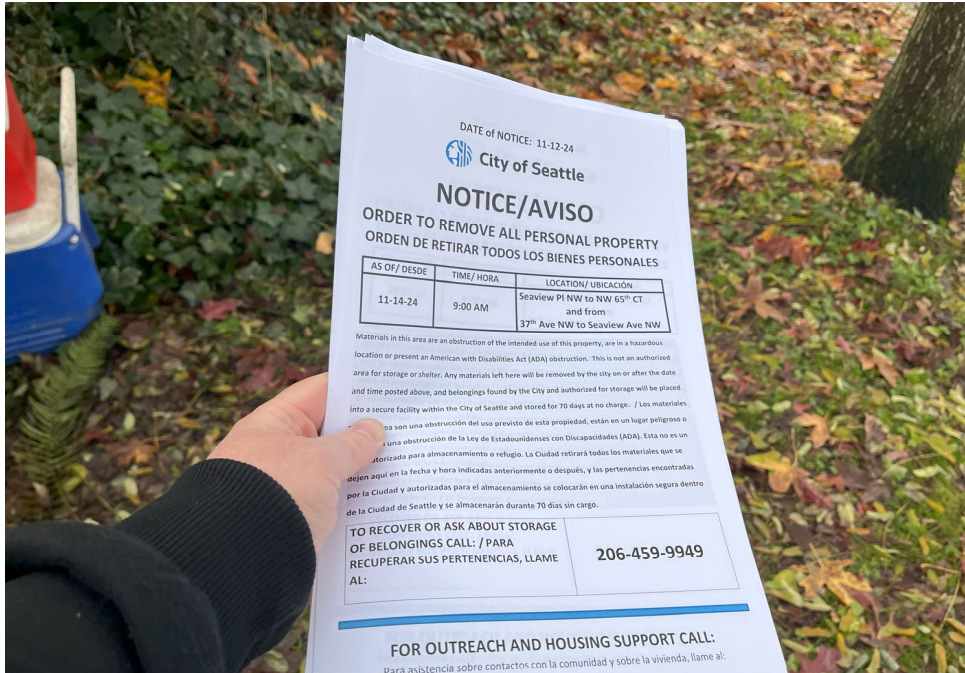 DATE of NOTICE: 11-12-24
City of Seattle
NOTICE/AVISO
ORDER TO REMOVE ALL PERSONAL PROPERTY
ORDEN DE RETIRAR TODOS LOS BIENES PERSONALES
AS OF/ DESDE TIME/ HORA LOCATION/ UBICACIÓN
11-14-24 9:00 AM Seaview Pl NW to NW 65th CT
and from
37th Ave NW to Seaview Ave NW
Materials in this area are an obstruction of the intended use of this property, are in a hazardous
location or present an American with Disabilities Act (ADA) obstruction. This is not an authorized
area for storage or shelter. Any materials left here will be removed by the city on or after the date
and time posted above, and belongings found by the City and authorized for storage will be placed
into a secure facility within the City of Seattle and stored for 70 days at no charge. / Los materiales
son una obstrucción del uso previsto de esta propiedad, están en un lugar peligroso o
una obstrucción de la Ley de Estadounidenses con Discapacidades (ADA). Esta no es un
para almacenamiento o refugio. La Ciudad retirará todos los materiales que se
dejen aquí en la fecha y hora indicadas anteriormente o después, y las pertenencias encontradas
por la Ciudad y autorizadas para el almacenamiento se colocarán en una instalación segura dentro
de la Ciudad de Seattle y se almacenarán durante 70 días sin cargo.
TO RECOVER OR ASK ABOUT STORAGE
OF BELONGINGS CALL: / PARA
RECUPERAR SUS PERTENENCIAS, LLAME
AL:
206-459-9949
FOR OUTREACH AND HOUSING SUPPORT CALL:
Para asistencia sobre contactos con la comunidad y sobre la vivienda, llame al: